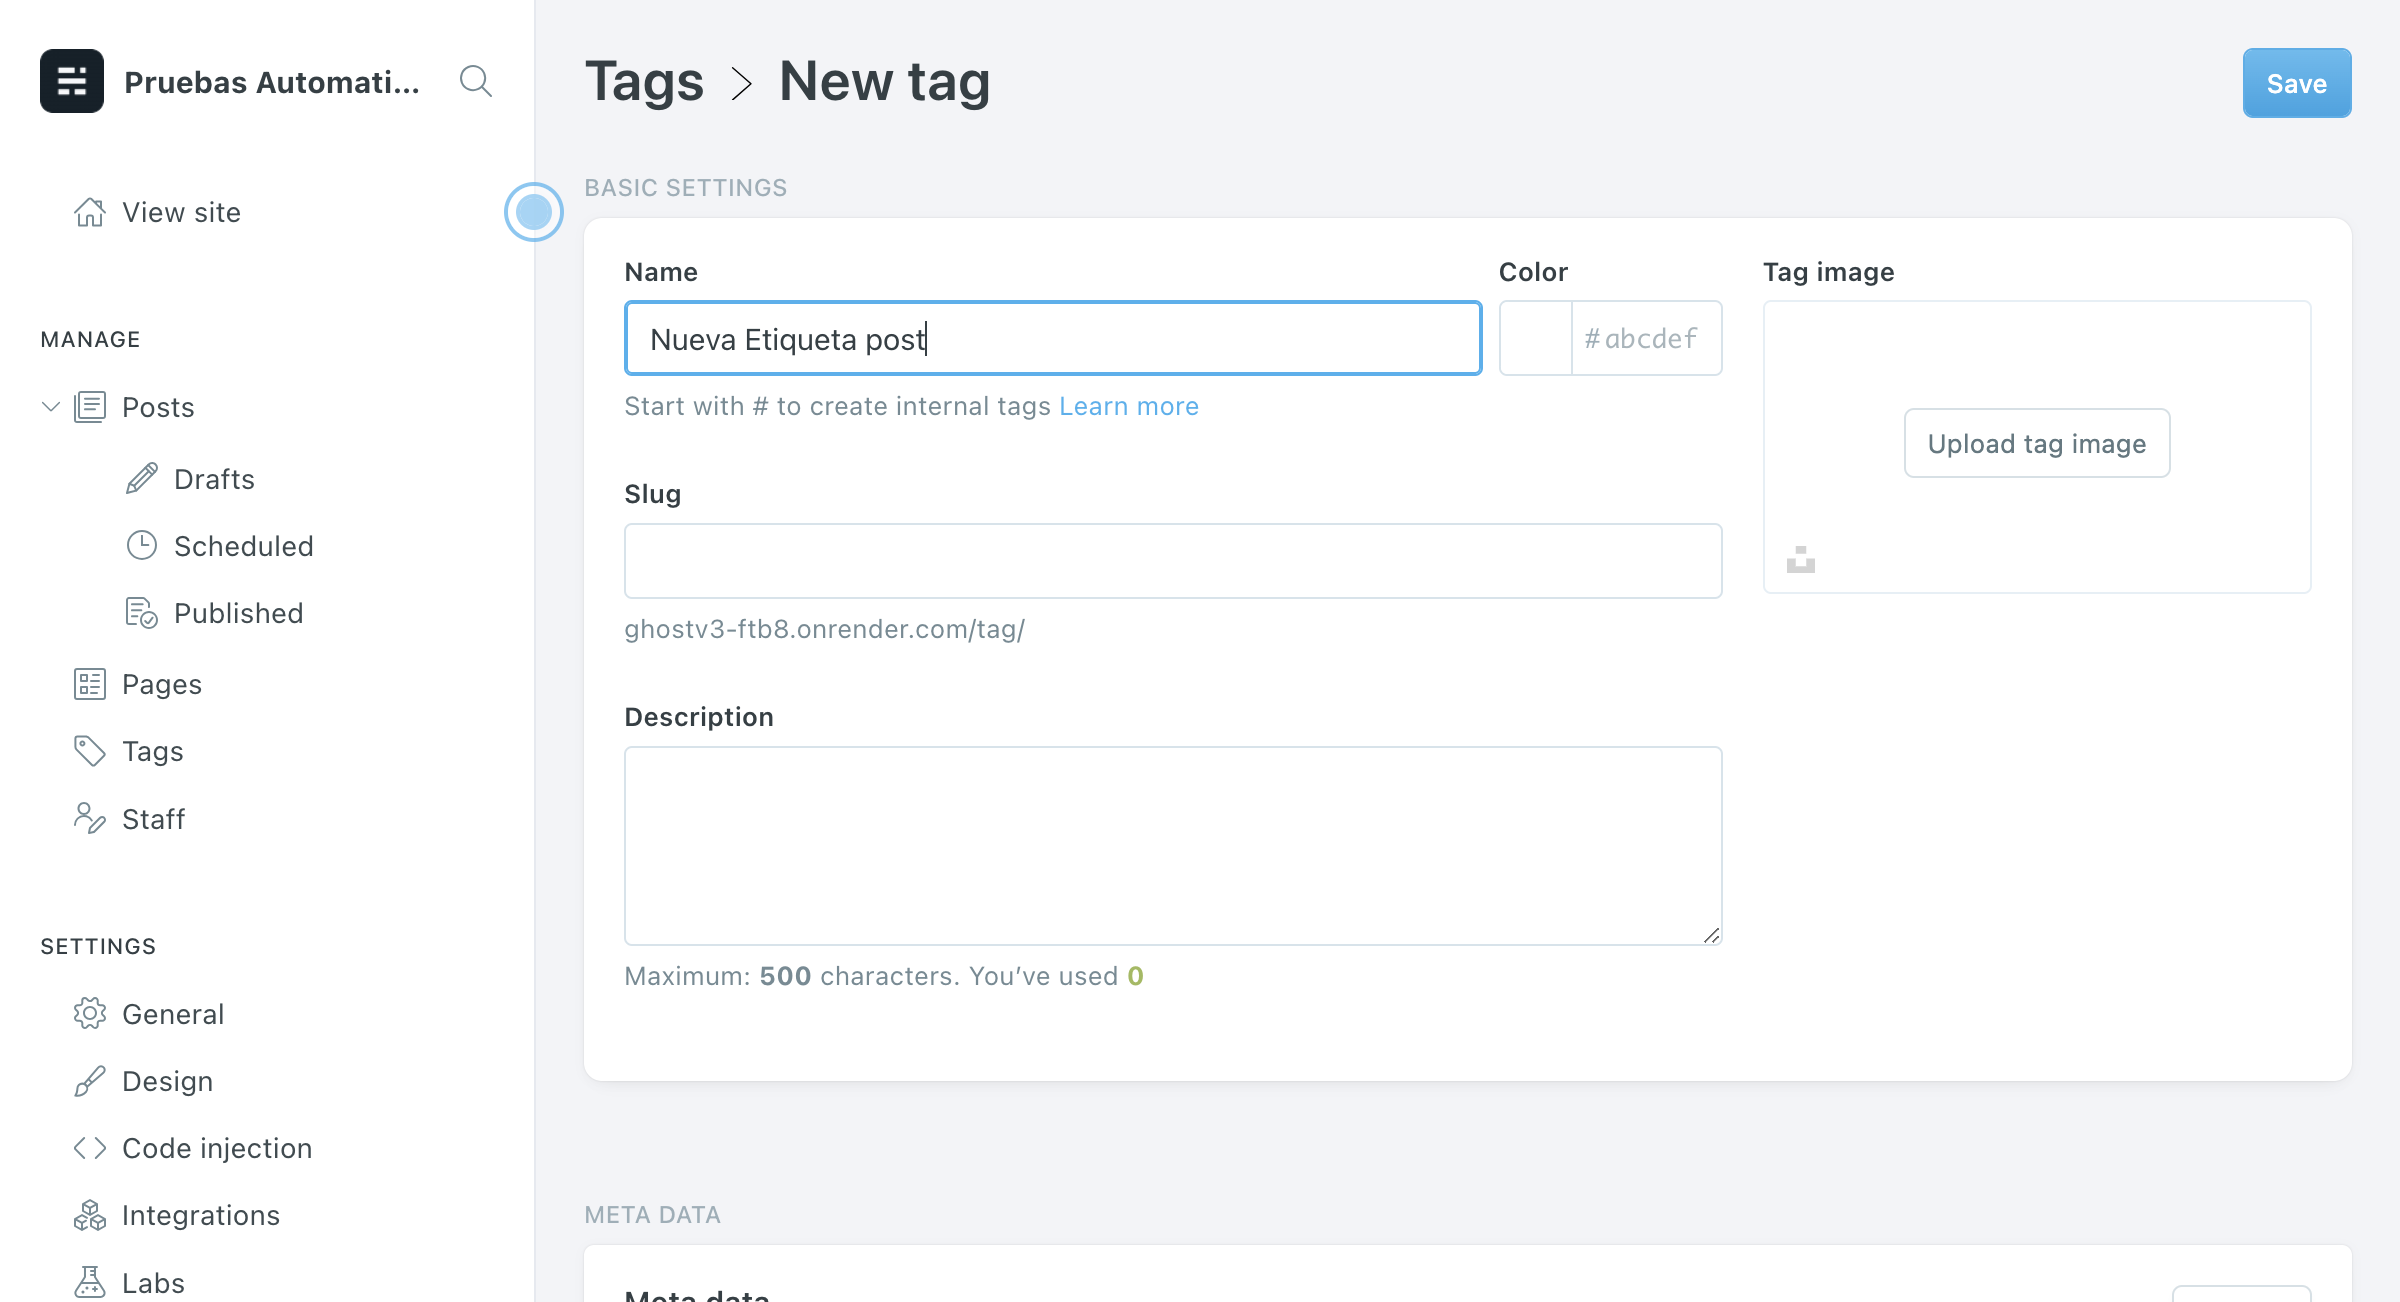 Pruebas Automati...
View site
MANAGE
Posts
Drafts
Scheduled
Published
Pages
Tags
Staff
SETTINGS
General
Design
Code injection
Integrations
Labs
Tags > New tag
Save
BASIC SETTINGS
Name
Nueva Etiqueta post
Start with # to create internal tags Learn more
Color
#abcdef
Slug
ghostv3-ftb8.onrender.com/tag/
Description
Maximum: 500 characters. You’ve used 0
Tag image
Upload tag image
META DATA
Meta data